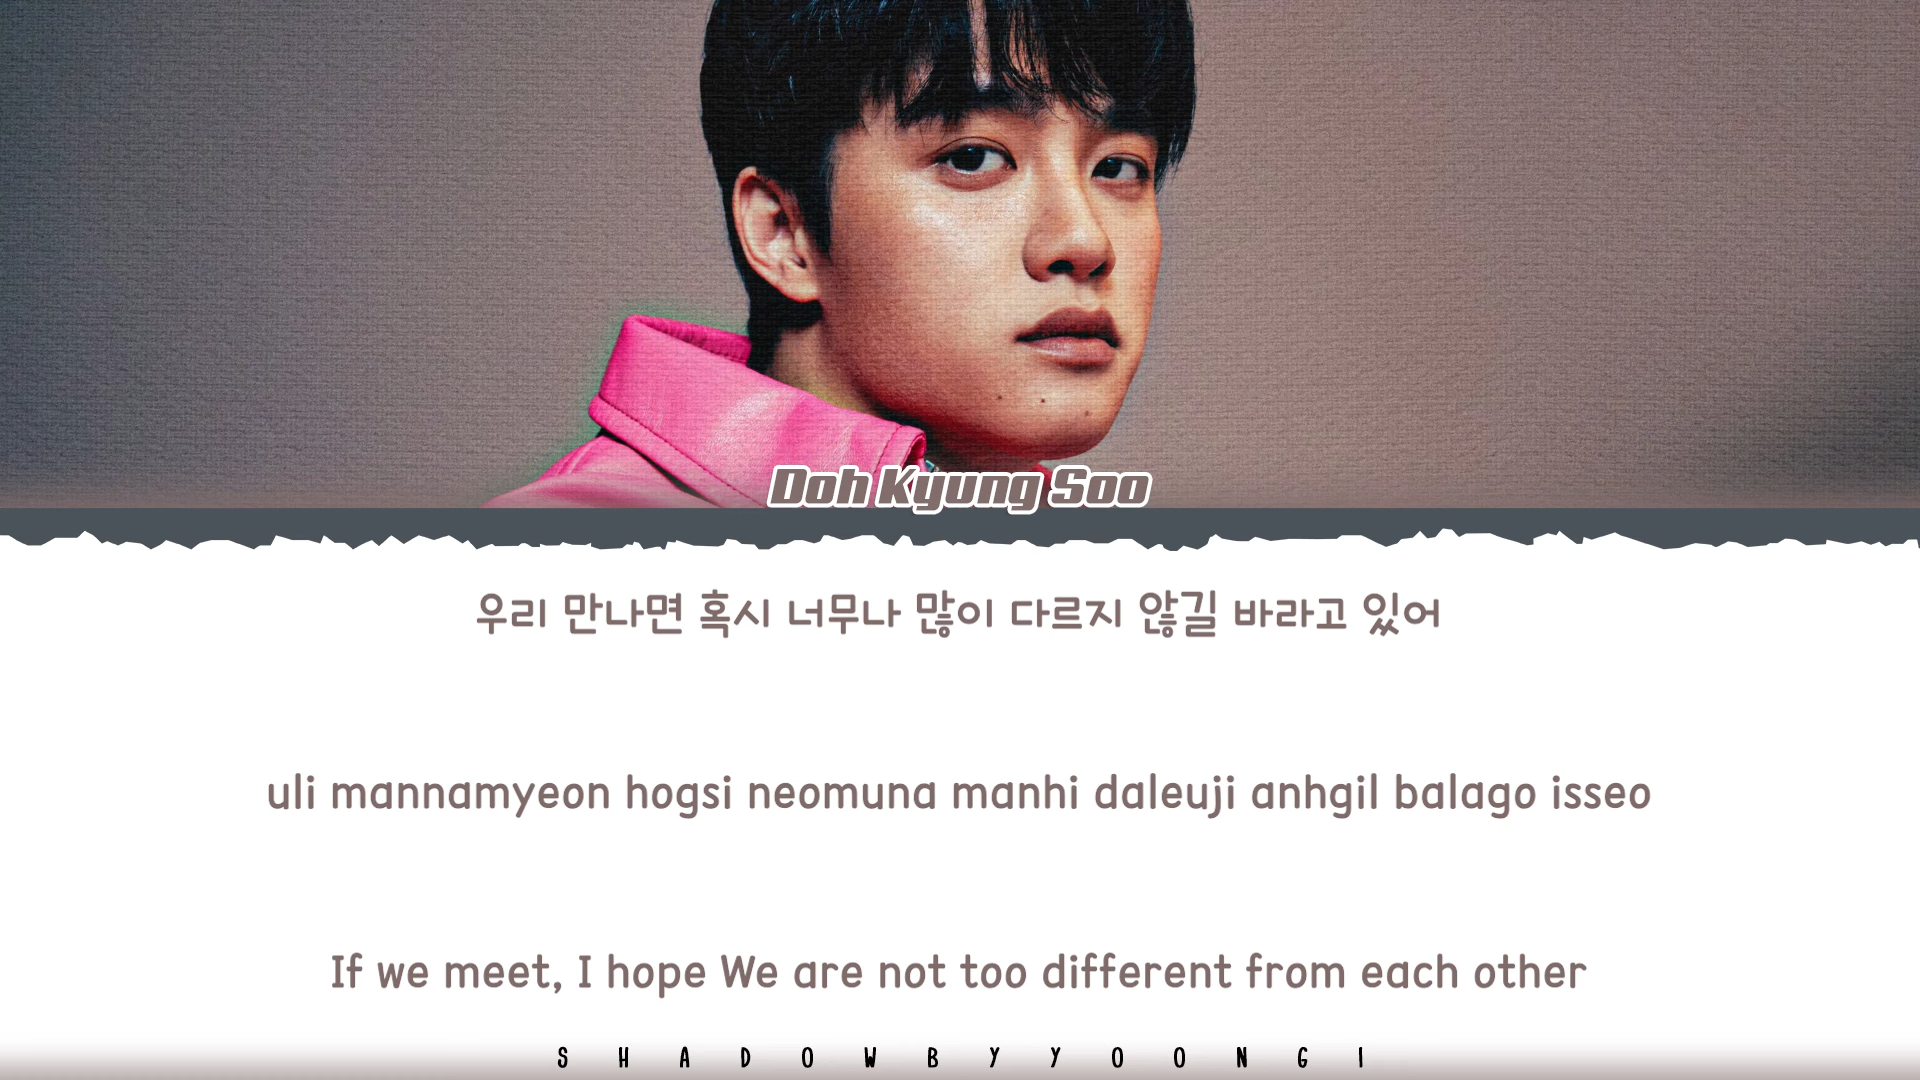 Doh Kyung Soo
우리 만나면 혹시 너무나 많이 다르지 않길 바라고 있어
uli mannamyeon hogsi neomuna manhi daleuji anhgil balago isseo
If we meet, I hope We are not too different from each other
S H A D O W B Y Y O O N G I